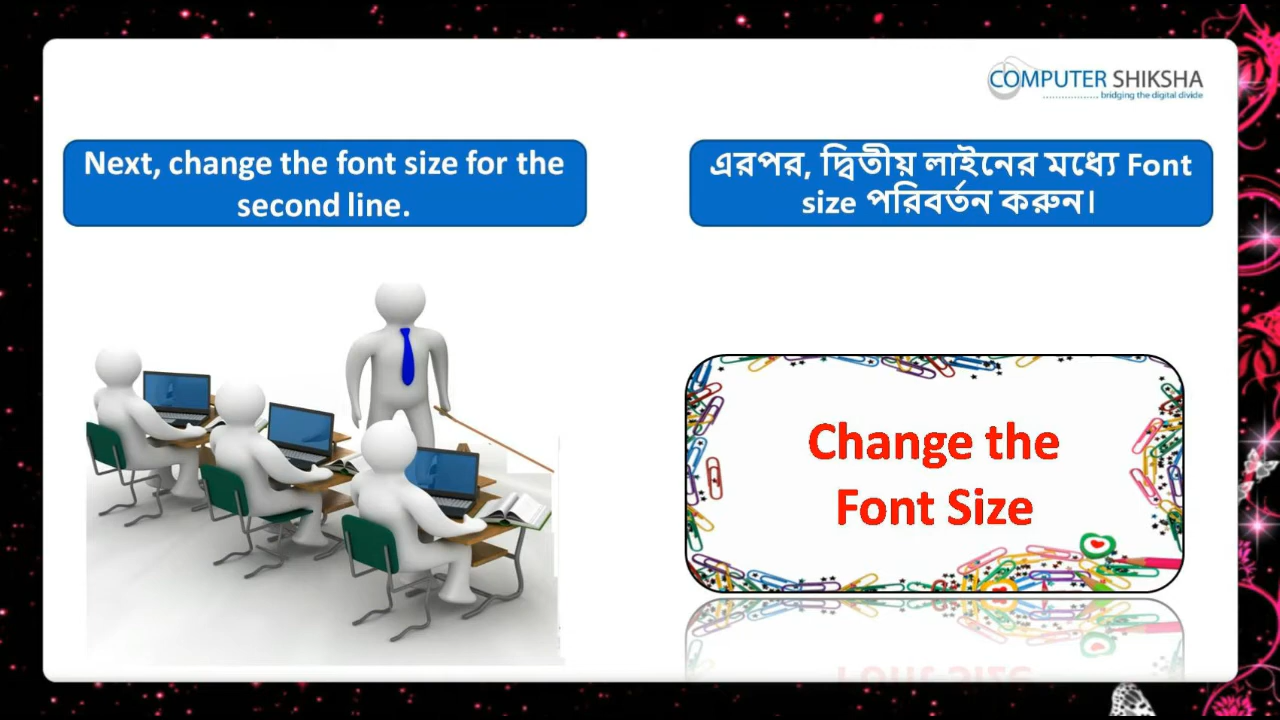 COMPUTER SHIKSHA
bridging the digital divide
Next, change the font size for the
second line.
এরপর, দ্বিতীয় লাইনের মধ্যে Font
size পরিবর্তন করুন।
Change the
Font Size